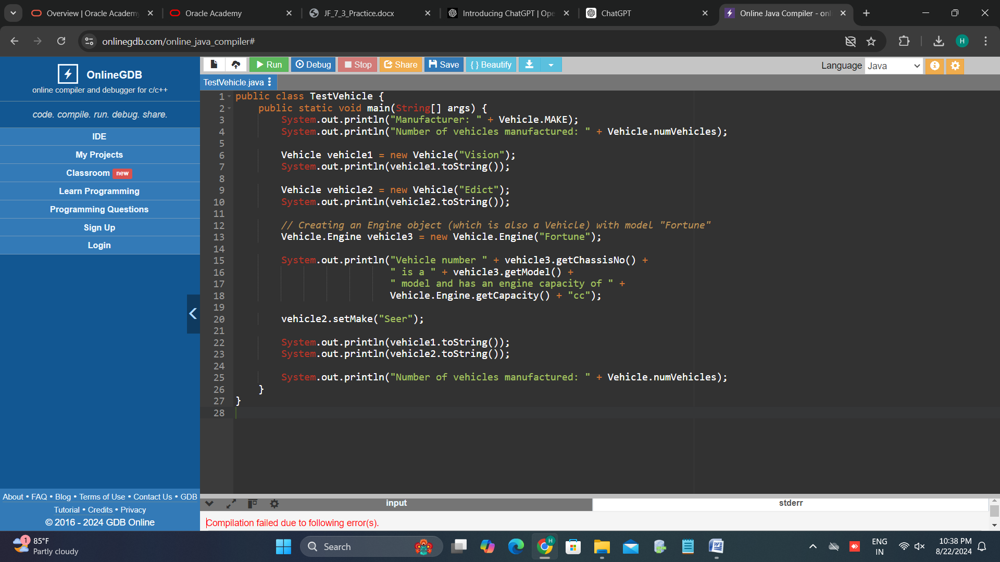 Overview | Oracle Academy
Oracle Academy
JF_7_3_Practice.docx
Introducing ChatGPT | Ope
ChatGPT
Online Java Compiler - onl
onlinegdb.com/online_java_compiler#
H
OnlineGDB
online compiler and debugger for c/c++
code. compile. run. debug. share.
IDE
My Projects
Classroom new
Learn Programming
Programming Questions
Sign Up
Login
About • FAQ • Blog • Terms of Use • Contact Us • GDB
Tutorial • Credits • Privacy
© 2016 - 2024 GDB Online
Run Debug Stop Share Save { } Beautify
Language Java
TestVehicle.java
1 public class TestVehicle {
2 public static void main(String[] args) {
3 System.out.println("Manufacturer: " + Vehicle.MAKE);
4 System.out.println("Number of vehicles manufactured: " + Vehicle.numVehicles);
5
6 Vehicle vehicle1 = new Vehicle("Vision");
7 System.out.println(vehicle1.toString());
8
9 Vehicle vehicle2 = new Vehicle("Edict");
10 System.out.println(vehicle2.toString());
11
12 // Creating an Engine object (which is also a Vehicle) with model "Fortune"
13 Vehicle.Engine vehicle3 = new Vehicle.Engine("Fortune");
14
15 System.out.println("Vehicle number " + vehicle3.getChassisNo() +
16 " is a " + vehicle3.getModel() +
17 " model and has an engine capacity of " +
18 Vehicle.Engine.getCapacity() + "cc");
19
20 vehicle2.setMake("Seer");
21
22 System.out.println(vehicle1.toString());
23 System.out.println(vehicle2.toString());
24
25 System.out.println("Number of vehicles manufactured: " + Vehicle.numVehicles);
26 }
27 }
28
input
stderr
Compilation failed due to following error(s).
1
85°F
Partly cloudy
Search
H
ENG
IN
10:38 PM
8/22/2024